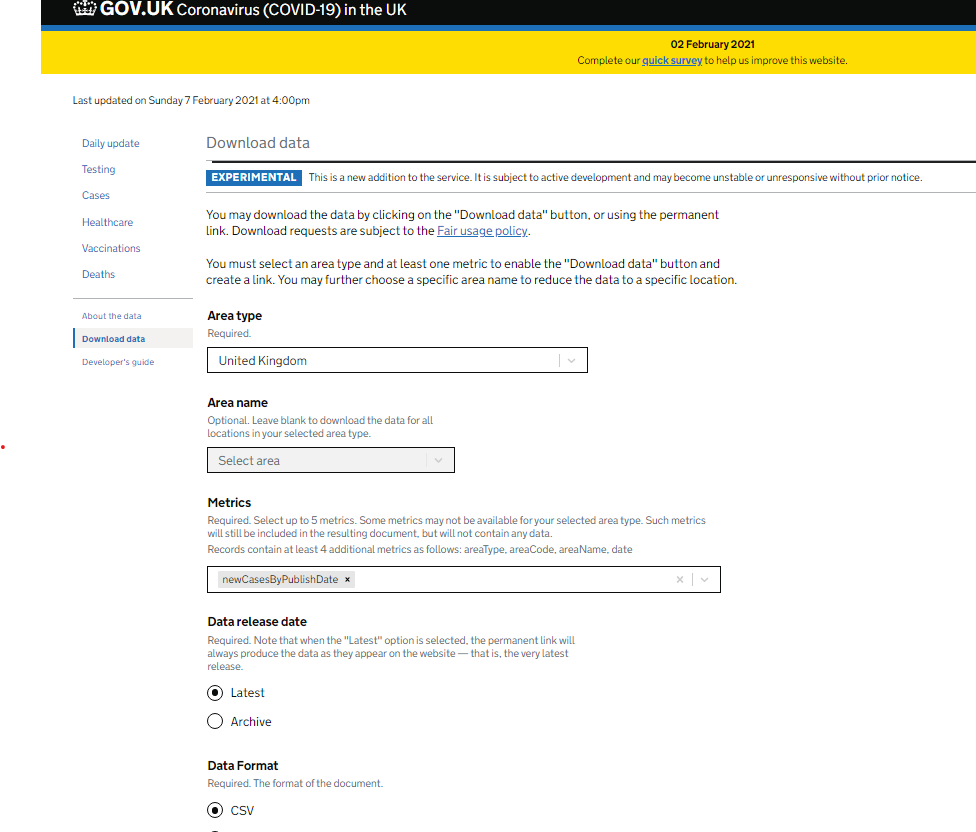 GOV.UK Coronavirus (COVID-19) in the UK
02 February 2021
Complete our quick survey to help us improve this website.
Last updated on Sunday 7 February 2021 at 4:00pm
Daily update
Testing
Cases
Healthcare
Vaccinations
Deaths
About the data
Download data
Developer's guide
Download data
EXPERIMENTAL This is a new addition to the service. It is subject to active development and may become unstable or unresponsive without prior notice.
You may download the data by clicking on the "Download data" button, or using the permanent
link. Download requests are subject to the Fair usage policy.
You must select an area type and at least one metric to enable the "Download data" button and
create a link. You may further choose a specific area name to reduce the data to a specific location.
Area type
Required.
United Kingdom
Area name
Optional. Leave blank to download the data for all
locations in your selected area type.
Select area
Metrics
Required. Select up to 5 metrics. Some metrics may not be available for your selected area type. Such metrics
will still be included in the resulting document, but will not contain any data.
Records contain at least 4 additional metrics as follows: areaType, areaCode, areaName, date
newCasesByPublishDate ×
Data release date
Required. Note that when the "Latest" option is selected, the permanent link will
always produce the data as they appear on the website — that is, the very latest
release.
Latest
Archive
Data Format
Required. The format of the document.
CSV